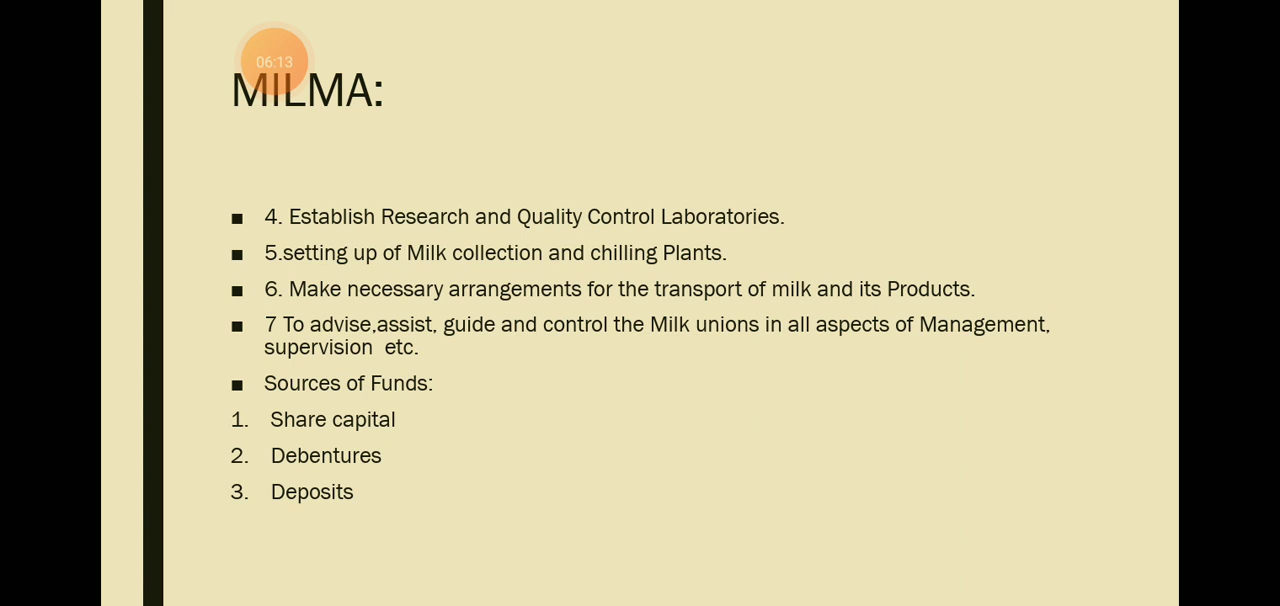 06:13
MILMA:
■ 4. Establish Research and Quality Control Laboratories.
■ 5.setting up of Milk collection and chilling Plants.
■ 6. Make necessary arrangements for the transport of milk and its Products.
■ 7 To advise,assist, guide and control the Milk unions in all aspects of Management,
supervision  etc.
■ Sources of Funds:
1. Share capital
2. Debentures
3. Deposits